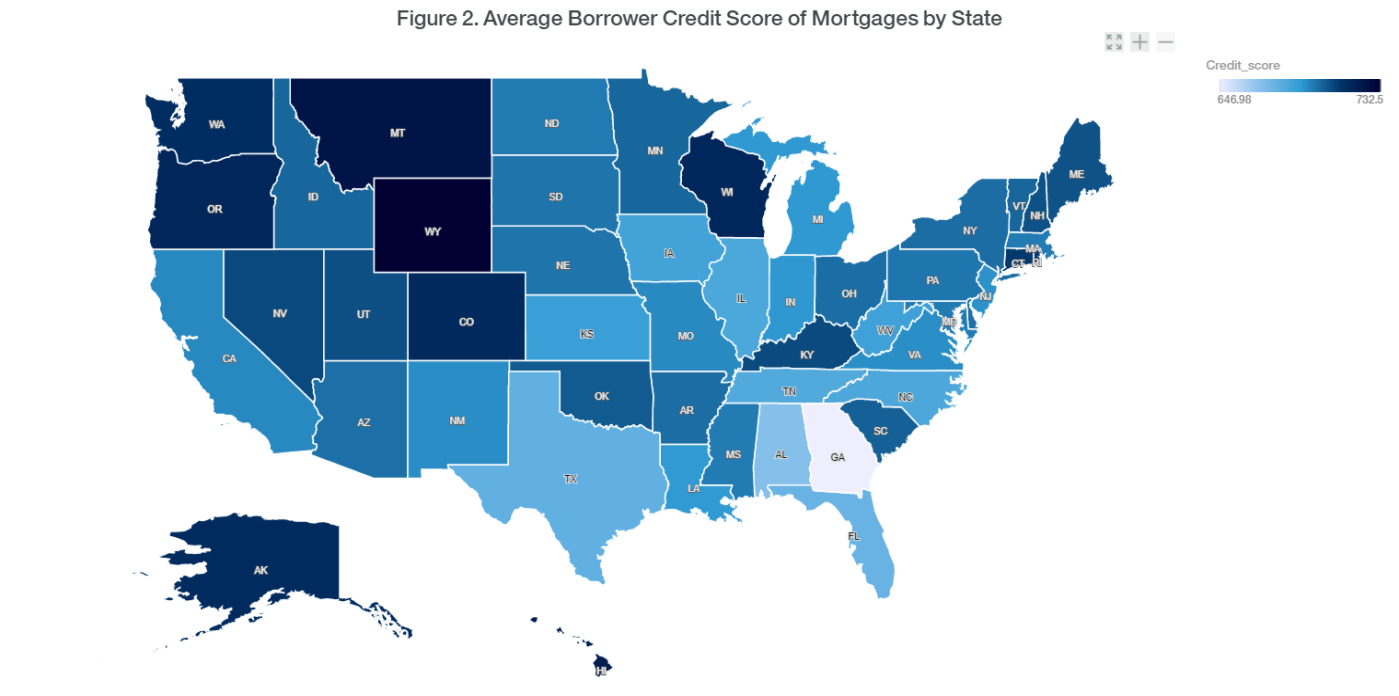 Figure 2. Average Borrower Credit Score of Mortgages by State
Credit_score
646.98 732.5
WA
MT
ND
MN
ME
OR
ID
SD
WI
WY
MI
VT
NH
NY
MA
IA
NE
CT RI
PA
NV
UT
CO
IL
IN
OH
NJ
MD
KS
MO
WV
VA
KY
CA
TN
NC
AZ
NM
OK
AR
SC
MS
AL
GA
TX
LA
FL
AK
HI